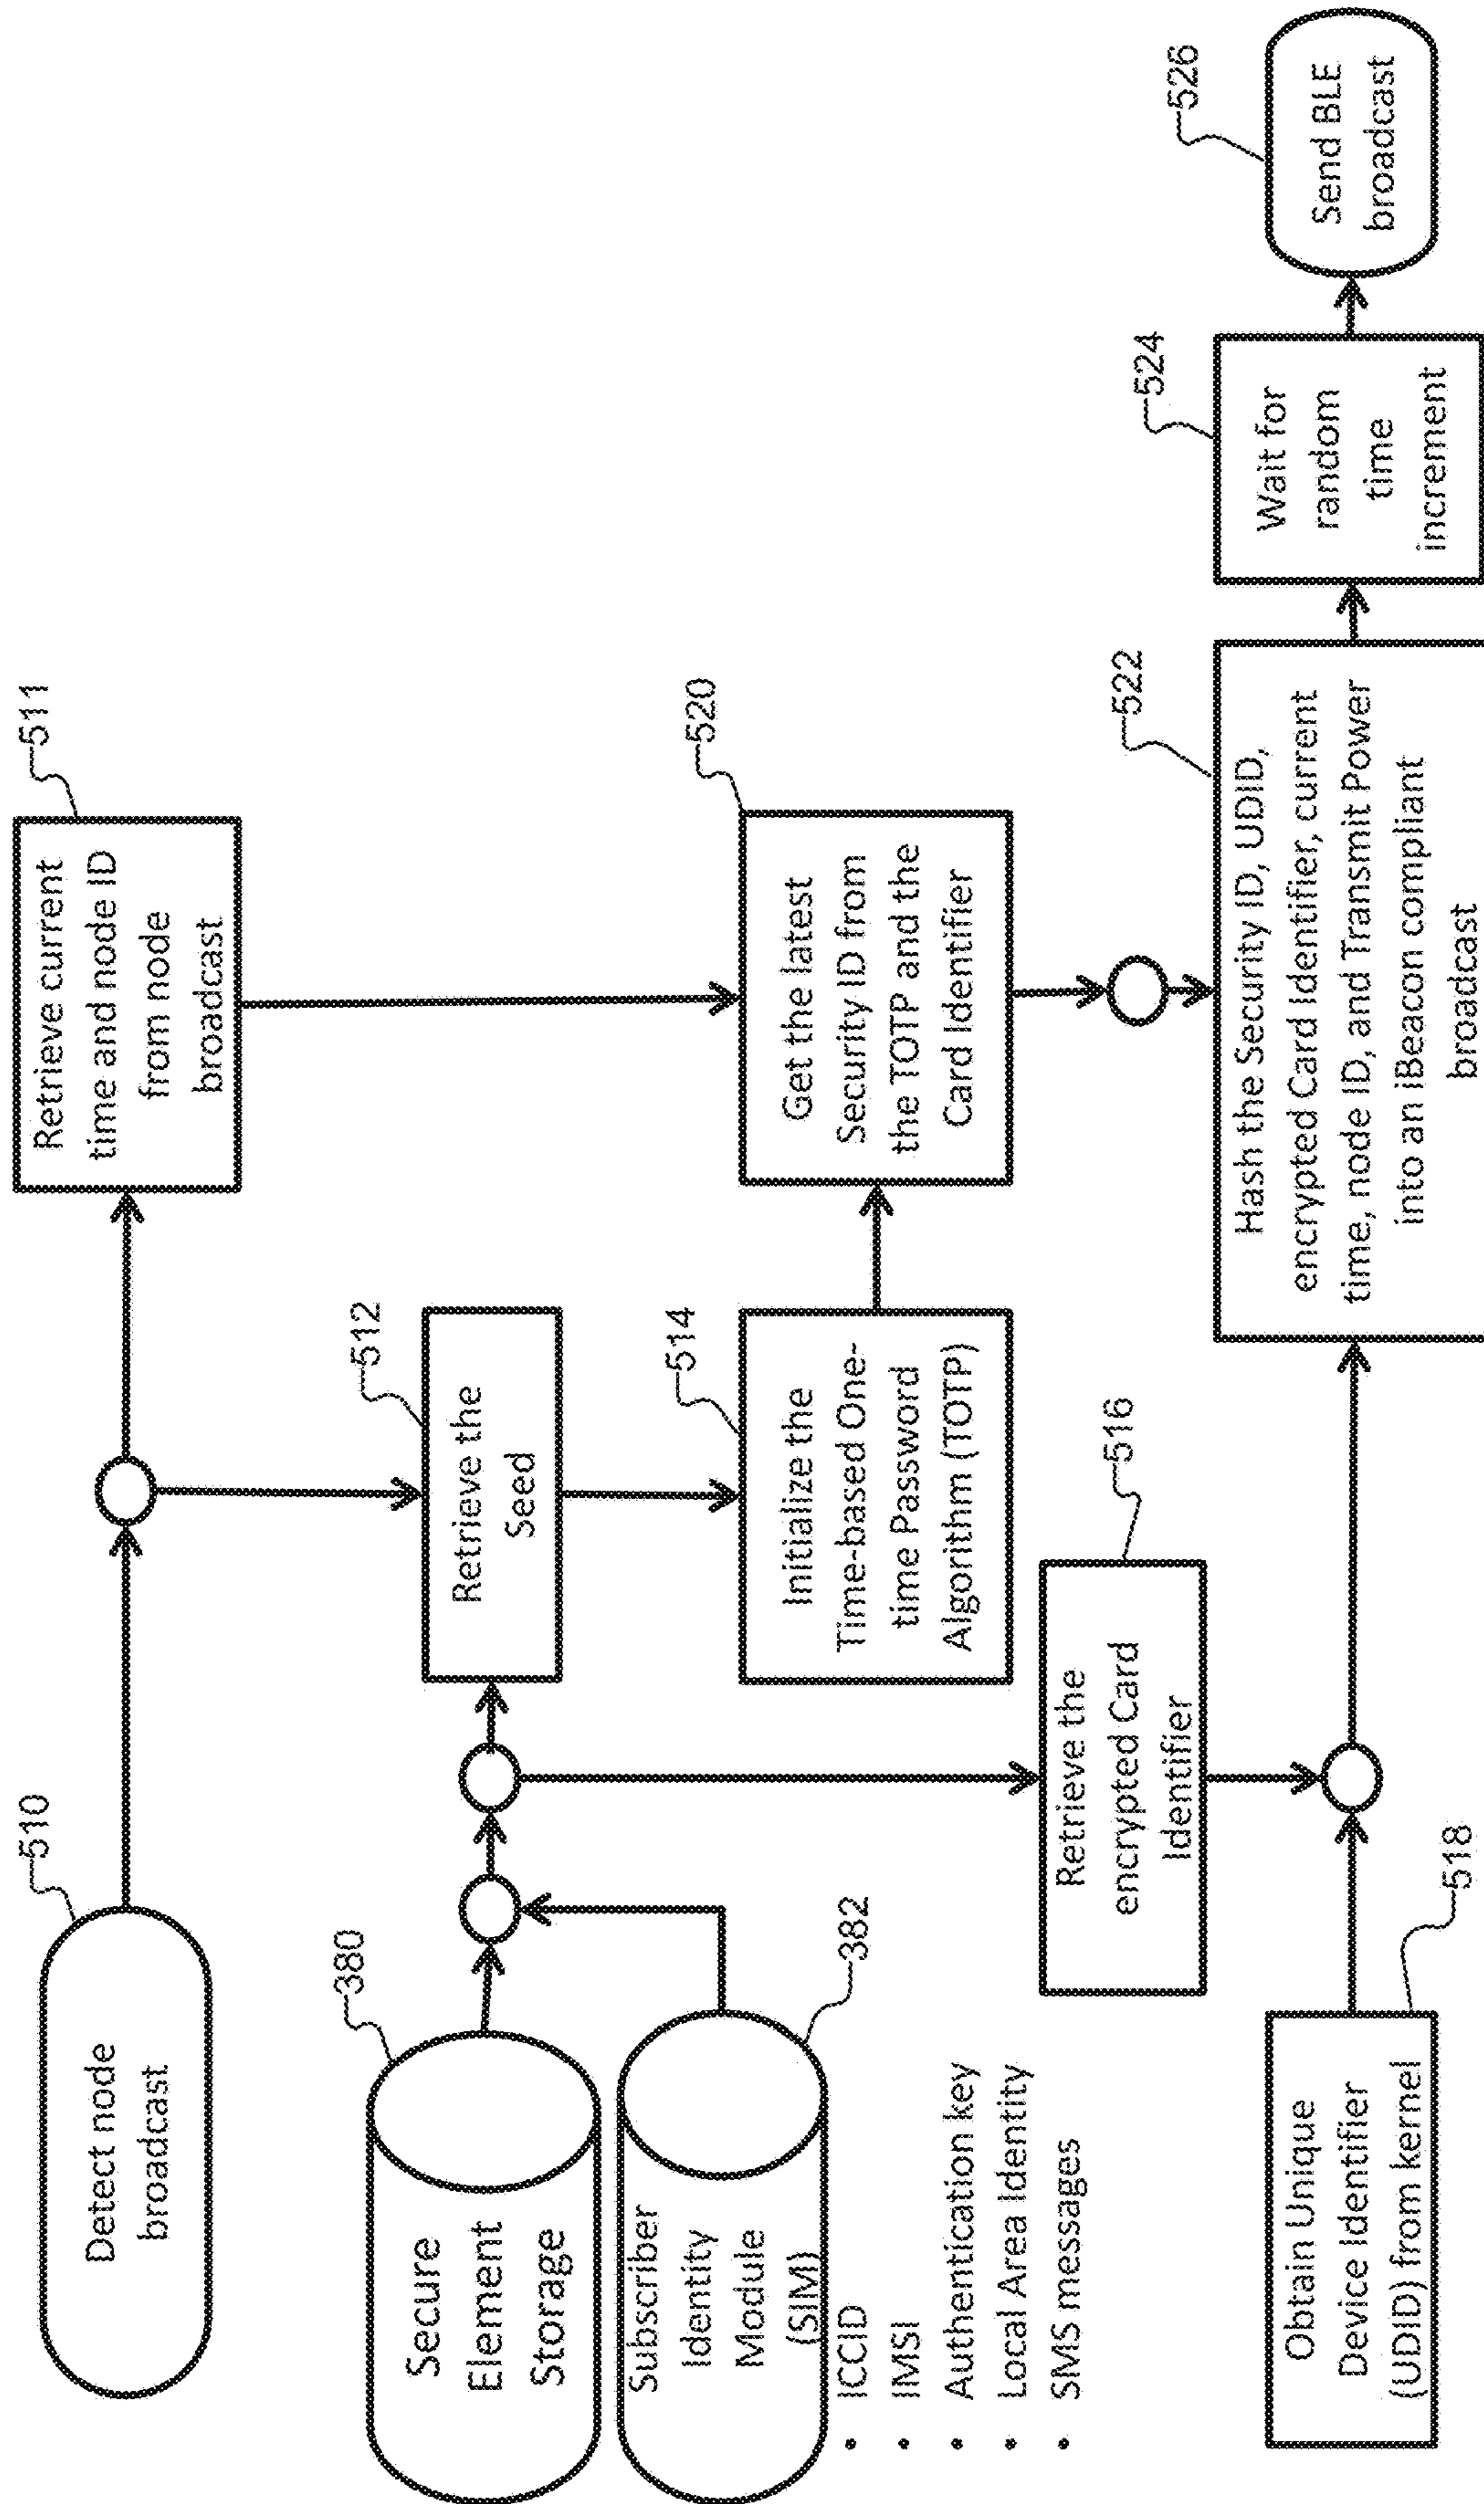 510
Detect node
broadcast
511
Retrieve current
time and node ID
from node
broadcast
380
Secure
Element
Storage
512
Retrieve the
Seed
Subscriber
Identity
Module
(SIM)
382
• ICCID
• IMSI
• Authentication key
• Local Area Identity
• SMS messages
514
Initialize the
Time-based One-
time Password
Algorithm (TOTP)
520
Get the latest
Security ID from
the TOTP and the
Card Identifier
516
Retrieve the
encrypted Card
Identifier
Obtain Unique
Device Identifier
(UDID) from kernel
518
522
Hash the Security ID, UDID,
encrypted Card Identifier, current
time, node ID, and Transmit Power
into an iBeacon compliant
broadcast
524
Wait for
random
time
increment
526
Send BLE
broadcast